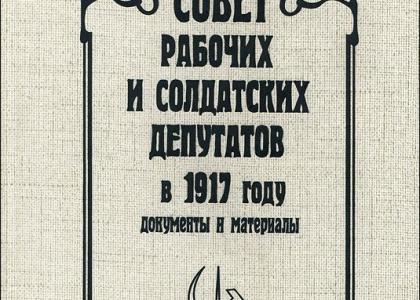 СОВЕТ
РАБОЧИХ
И СОЛДАТСКИХ
ДЕПУТАТОВ
в 1917 году
документы и материалы